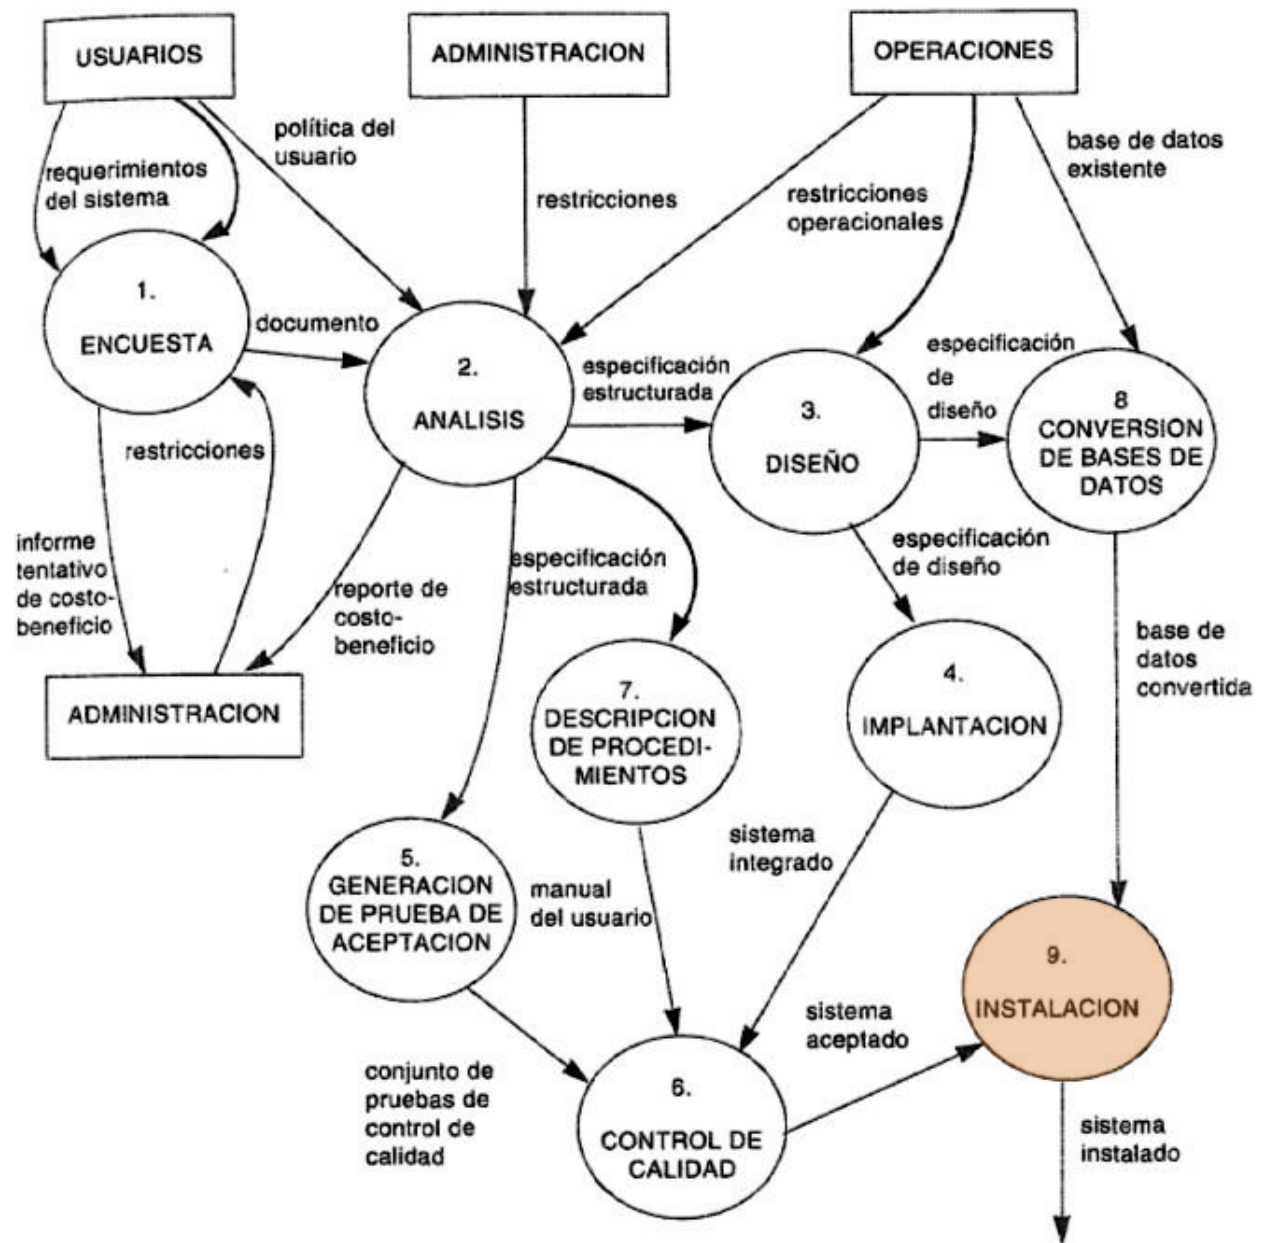 USUARIOS
ADMINISTRACION
OPERACIONES
política del
usuario
requerimientos
del sistema
restricciones
restricciones
operacionales
base de datos
existente
1.
ENCUESTA
documento
2.
ANALISIS
especificación
estructurada
3.
DISEÑO
especificación
de
diseño
8
CONVERSION
DE BASES DE
DATOS
restricciones
informe
tentativo
de costo-
beneficio
reporte de
costo-
beneficio
especificación
estructurada
especificación
de diseño
ADMINISTRACION
7.
DESCRIPCION
DE PROCEDI-
MIENTOS
4.
IMPLANTACION
base de
datos
convertida
5.
GENERACION
DE PRUEBA DE
ACEPTACION
manual
del usuario
sistema
integrado
9.
INSTALACION
conjunto de
pruebas de
control de
calidad
6.
CONTROL DE
CALIDAD
sistema
aceptado
sistema
instalado